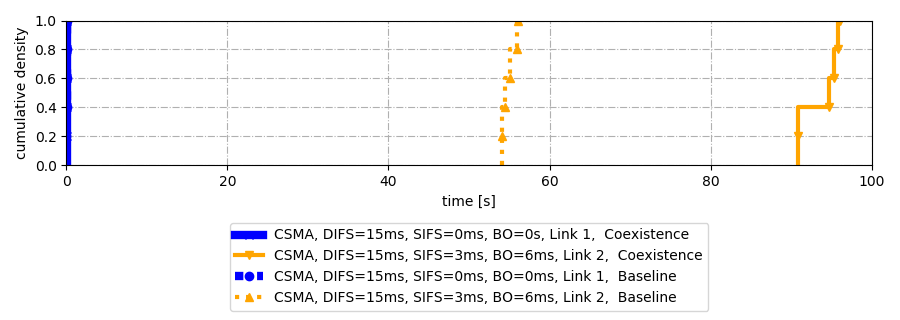 1.0
0.8
0.6
0.4
0.2
0.0
cumulative density
0 20 40 60 80 100
time [s]
CSMA, DIFS=15ms, SIFS=0ms, BO=0s, Link 1,  Coexistence
CSMA, DIFS=15ms, SIFS=3ms, BO=6ms, Link 2,  Coexistence
CSMA, DIFS=15ms, SIFS=0ms, BO=0ms, Link 1,  Baseline
CSMA, DIFS=15ms, SIFS=3ms, BO=6ms, Link 2,  Baseline